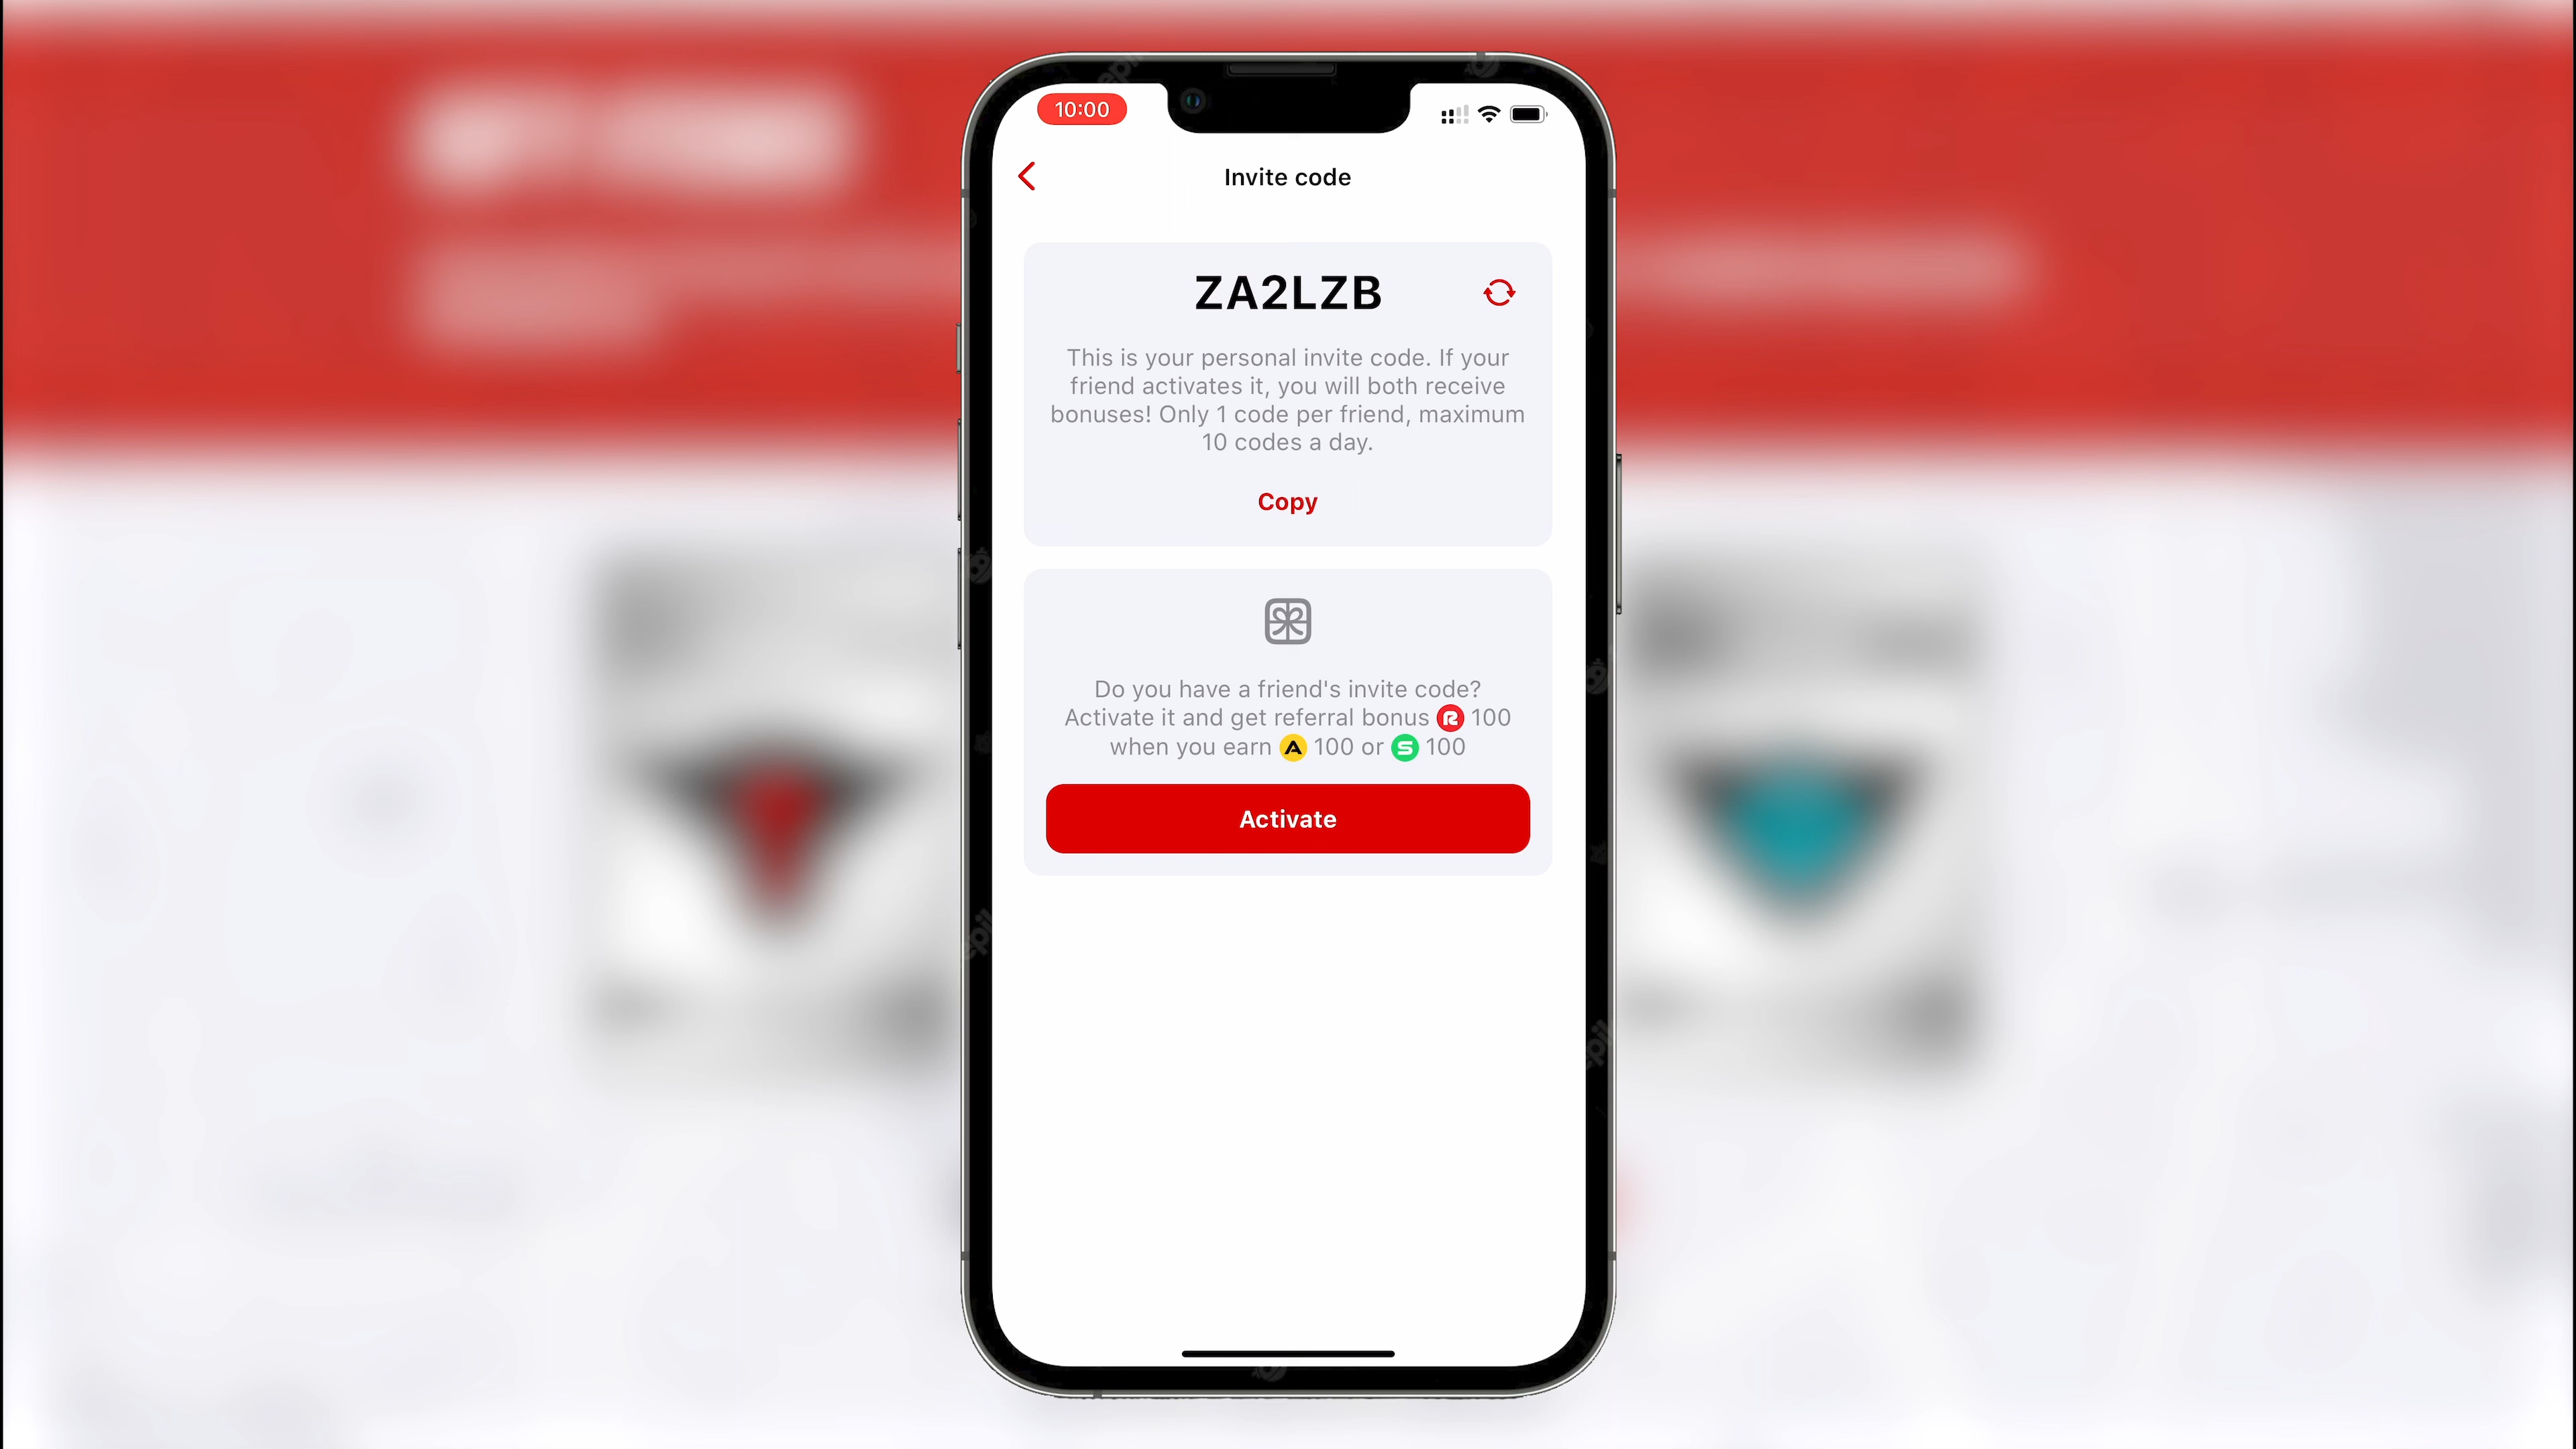 10:00
Invite code
ZA2LZB
This is your personal invite code. If your
friend activates it, you will both receive
bonuses! Only 1 code per friend, maximum
10 codes a day.
Copy
Do you have a friend's invite code?
Activate it and get referral bonus R 100
when you earn A 100 or S 100
Activate